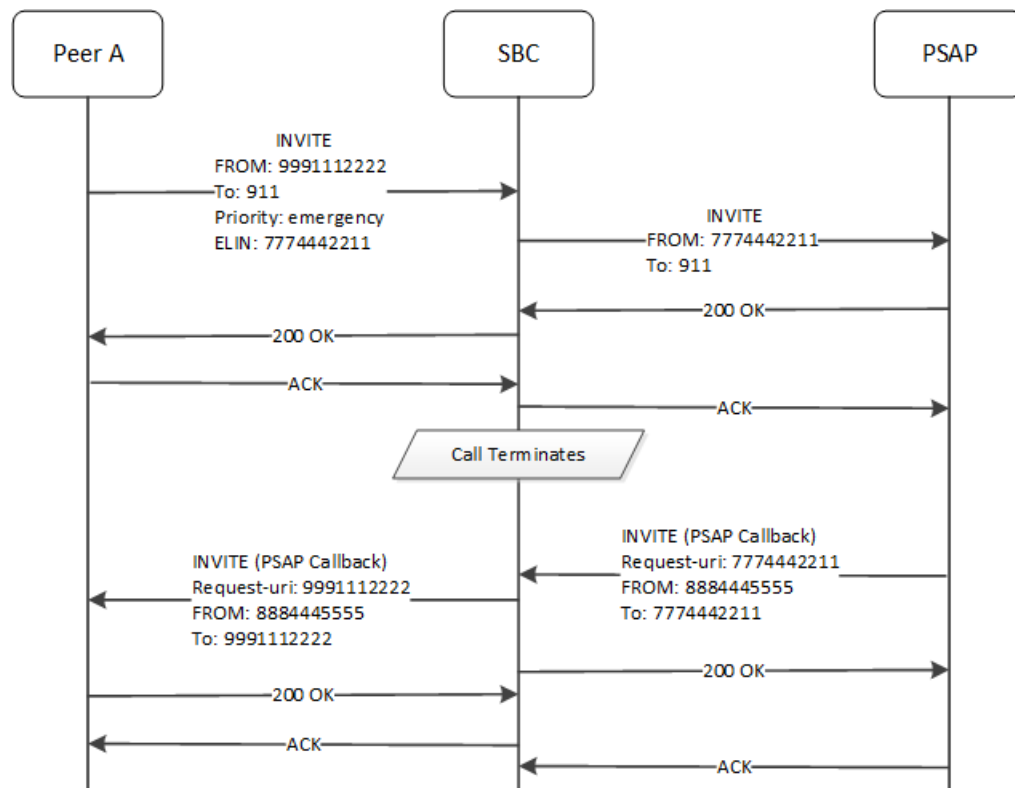 Peer A
SBC
PSAP
INVITE
FROM: 9991112222
To: 911
Priority: emergency
ELIN: 7774442211
INVITE
FROM: 7774442211
To: 911
200 OK
200 OK
ACK
ACK
Call Terminates
INVITE (PSAP Callback)
Request-uri: 7774442211
FROM: 8884445555
To: 7774442211
INVITE (PSAP Callback)
Request-uri: 9991112222
FROM: 8884445555
To: 9991112222
200 OK
200 OK
ACK
ACK